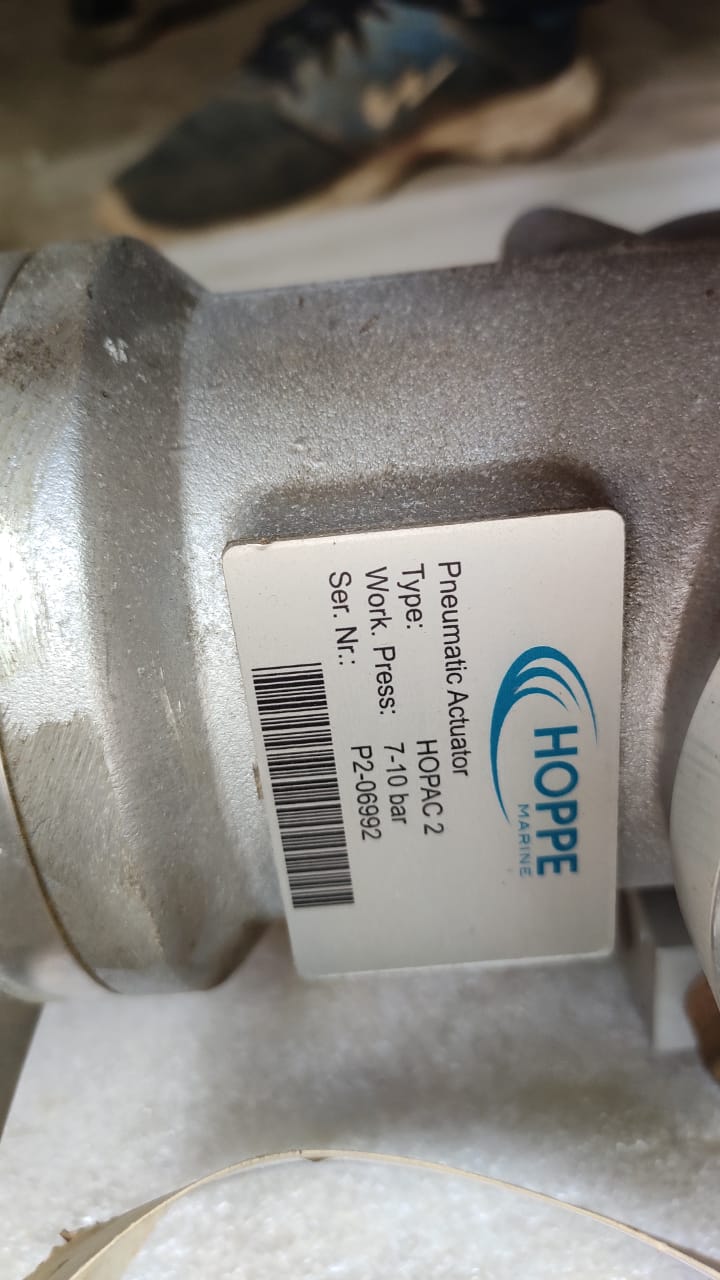 HOPPE
MARINE
Pneumatic Actuator
Type: HOPAC 2
Work. Press: 7-10 bar
Ser. Nr.: P2-06992